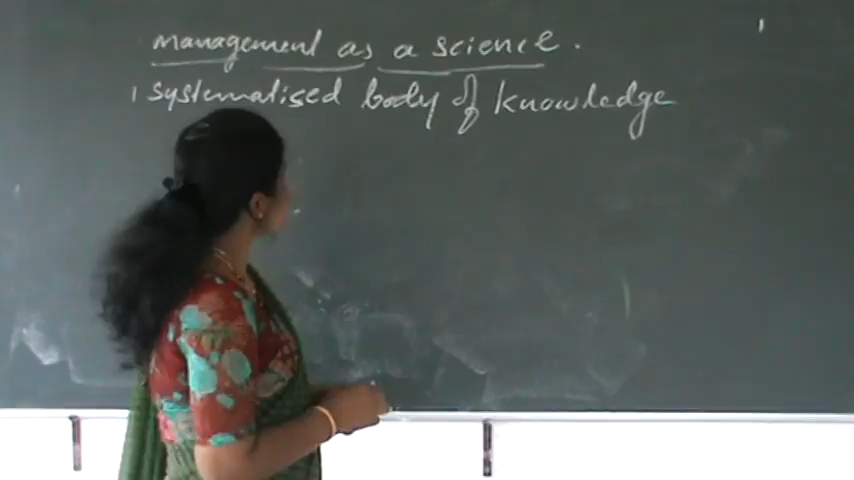 management as a science.
1 systematised body of knowledge